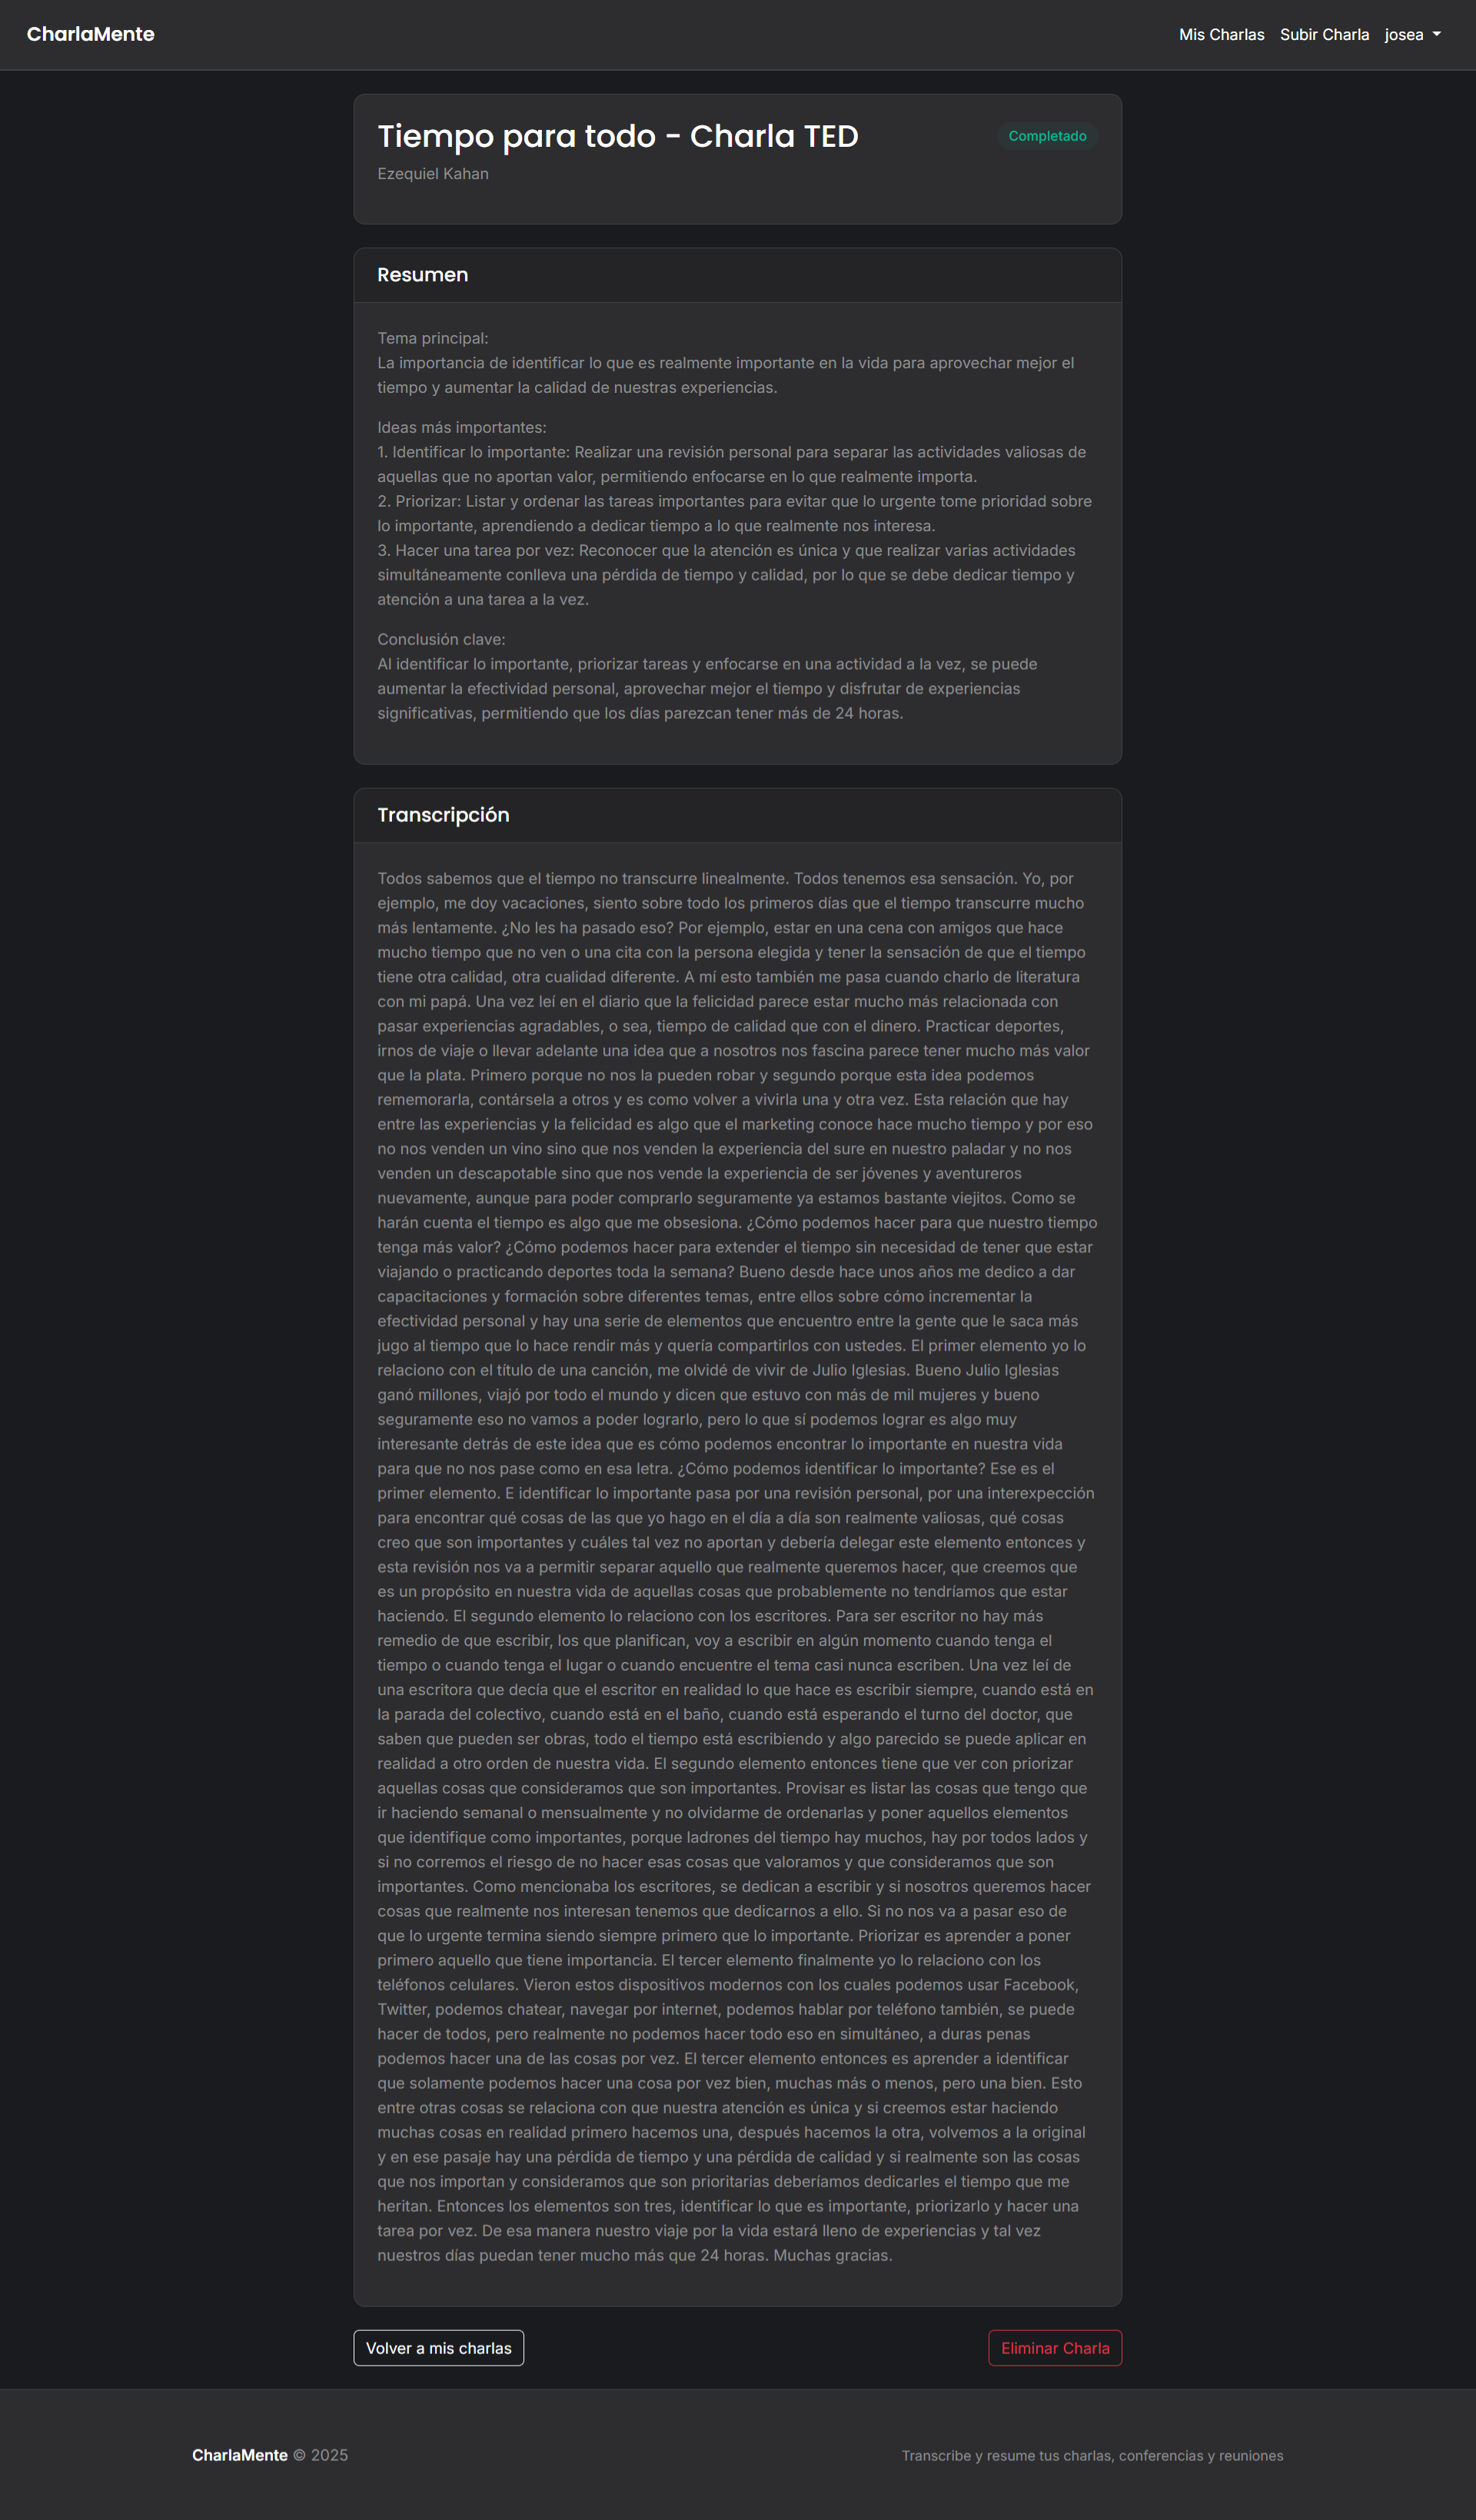 CharlaMente
Mis Charlas
Subir Charla
josea
Tiempo para todo - Charla TED
Completado
Ezequiel Kahan
Resumen
Tema principal:
La importancia de identificar lo que es realmente importante en la vida para aprovechar mejor el
tiempo y aumentar la calidad de nuestras experiencias.
Ideas más importantes:
1. Identificar lo importante: Realizar una revisión personal para separar las actividades valiosas de
aquellas que no aportan valor, permitiendo enfocarse en lo que realmente importa.
2. Priorizar: Listar y ordenar las tareas importantes para evitar que lo urgente tome prioridad sobre
lo importante, aprendiendo a dedicar tiempo a lo que realmente nos interesa.
3. Hacer una tarea por vez: Reconocer que la atención es única y que realizar varias actividades
simultáneamente conlleva una pérdida de tiempo y calidad, por lo que se debe dedicar tiempo y
atención a una tarea a la vez.
Conclusión clave:
Al identificar lo importante, priorizar tareas y enfocarse en una actividad a la vez, se puede
aumentar la efectividad personal, aprovechar mejor el tiempo y disfrutar de experiencias
significativas, permitiendo que los días parezcan tener más de 24 horas.
Transcripción
Todos sabemos que el tiempo no transcurre linealmente. Todos tenemos esa sensación. Yo, por
ejemplo, me doy vacaciones, siento sobre todo los primeros días que el tiempo transcurre mucho
más lentamente. ¿No les ha pasado eso? Por ejemplo, estar en una cena con amigos que hace
mucho tiempo que no ven o una cita con la persona elegida y tener la sensación de que el tiempo
tiene otra calidad, otra cualidad diferente. A mí esto también me pasa cuando charlo de literatura
con mi papá. Una vez leí en el diario que la felicidad parece estar mucho más relacionada con
pasar experiencias agradables, o sea, tiempo de calidad que con el dinero. Practicar deportes,
irnos de viaje o llevar adelante una idea que a nosotros nos fascina parece tener mucho más valor
que la plata. Primero porque no nos la pueden robar y segundo porque esta idea podemos
rememorarla, contársela a otros y es como volver a vivirla una y otra vez. Esta relación que hay
entre las experiencias y la felicidad es algo que el marketing conoce hace mucho tiempo y por eso
no nos venden un vino sino que nos venden la experiencia del sure en nuestro paladar y no nos
venden un descapotable sino que nos vende la experiencia de ser jóvenes y aventureros
nuevamente, aunque para poder comprarlo seguramente ya estamos bastante viejitos. Como se
harán cuenta el tiempo es algo que me obsesiona. ¿Cómo podemos hacer para que nuestro tiempo
tenga más valor? ¿Cómo podemos hacer para extender el tiempo sin necesidad de tener que estar
viajando o practicando deportes toda la semana? Bueno desde hace unos años me dedico a dar
capacitaciones y formación sobre diferentes temas, entre ellos sobre cómo incrementar la
efectividad personal y hay una serie de elementos que encuentro entre la gente que le saca más
jugo al tiempo que lo hace rendir más y quería compartirlos con ustedes. El primer elemento yo lo
relaciono con el título de una canción, me olvidé de vivir de Julio Iglesias. Bueno Julio Iglesias
ganó millones, viajó por todo el mundo y dicen que estuvo con más de mil mujeres y bueno
seguramente eso no vamos a poder lograrlo, pero lo que sí podemos lograr es algo muy
interesante detrás de este idea que es cómo podemos encontrar lo importante en nuestra vida
para que no nos pase como en esa letra. ¿Cómo podemos identificar lo importante? Ese es el
primer elemento. E identificar lo importante pasa por una revisión personal, por una interexpección
para encontrar qué cosas de las que yo hago en el día a día son realmente valiosas, qué cosas
creo que son importantes y cuáles tal vez no aportan y debería delegar este elemento entonces y
esta revisión nos va a permitir separar aquello que realmente queremos hacer, que creemos que
es un propósito en nuestra vida de aquellas cosas que probablemente no tendríamos que estar
haciendo. El segundo elemento lo relaciono con los escritores. Para ser escritor no hay más
remedio de que escribir, los que planifican, voy a escribir en algún momento cuando tenga el
tiempo o cuando tenga el lugar o cuando encuentre el tema casi nunca escriben. Una vez leí de
una escritora que decía que el escritor en realidad lo que hace es escribir siempre, cuando está en
la parada del colectivo, cuando está en el baño, cuando está esperando el turno del doctor, que
saben que pueden ser obras, todo el tiempo está escribiendo y algo parecido se puede aplicar en
realidad a otro orden de nuestra vida. El segundo elemento entonces tiene que ver con priorizar
aquellas cosas que consideramos que son importantes. Provisar es listar las cosas que tengo que
ir haciendo semanal o mensualmente y no olvidarme de ordenarlas y poner aquellos elementos
que identifique como importantes, porque ladrones del tiempo hay muchos, hay por todos lados y
si no corremos el riesgo de no hacer esas cosas que valoramos y que consideramos que son
importantes. Como mencionaba los escritores, se dedican a escribir y si nosotros queremos hacer
cosas que realmente nos interesan tenemos que dedicarnos a ello. Si no nos va a pasar eso de
que lo urgente termina siendo siempre primero que lo importante. Priorizar es aprender a poner
primero aquello que tiene importancia. El tercer elemento finalmente yo lo relaciono con los
teléfonos celulares. Vieron estos dispositivos modernos con los cuales podemos usar Facebook,
Twitter, podemos chatear, navegar por internet, podemos hablar por teléfono también, se puede
hacer de todos, pero realmente no podemos hacer todo eso en simultáneo, a duras penas
podemos hacer una de las cosas por vez. El tercer elemento entonces es aprender a identificar
que solamente podemos hacer una cosa por vez bien, muchas más o menos, pero una bien. Esto
entre otras cosas se relaciona con que nuestra atención es única y si creemos estar haciendo
muchas cosas en realidad primero hacemos una, después hacemos la otra, volvemos a la original
y en ese pasaje hay una pérdida de tiempo y una pérdida de calidad y si realmente son las cosas
que nos importan y consideramos que son prioritarias deberíamos dedicarles el tiempo que me
heritan. Entonces los elementos son tres, identificar lo que es importante, priorizarlo y hacer una
tarea por vez. De esa manera nuestro viaje por la vida estará lleno de experiencias y tal vez
nuestros días puedan tener mucho más que 24 horas. Muchas gracias.
Volver a mis charlas
Eliminar Charla
CharlaMente © 2025
Transcribe y resume tus charlas, conferencias y reuniones